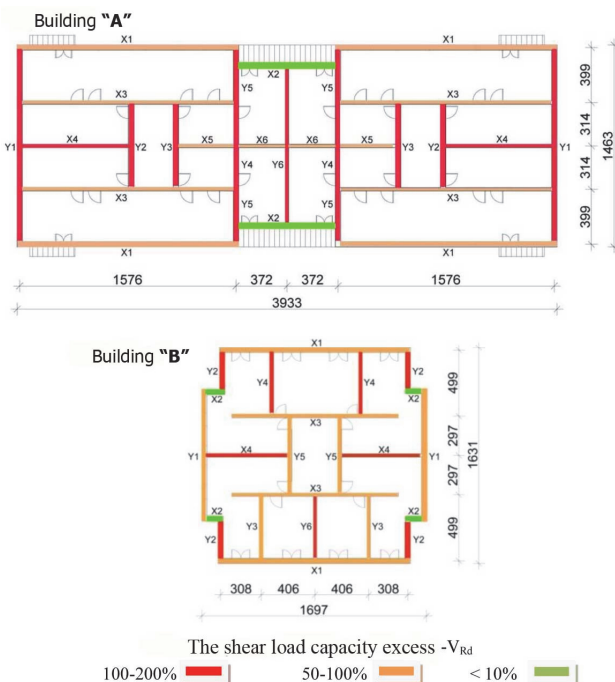 Building "A"
X1 X1
X2
Y5 Y5
X3 X3
X4 X5 X6 X6 X5 X4
Y1 Y2 Y3 Y4 Y6 Y4 Y3 Y2 Y1
X3 X3
Y5 Y5
X2
X1 X1
399
314
314
399
1463
1576 372 372 1576
3933
Building "B"
X1
Y2 Y4 Y4 Y2
X2 X2
X3
X4 X4
Y1 Y5 Y5 Y1
X3
X2 X2
Y2 Y3 Y6 Y3 Y2
X1
499
297
297
499
1631
308 406 406 308
1697
The shear load capacity excess -VRd
100-200% 50-100% < 10%